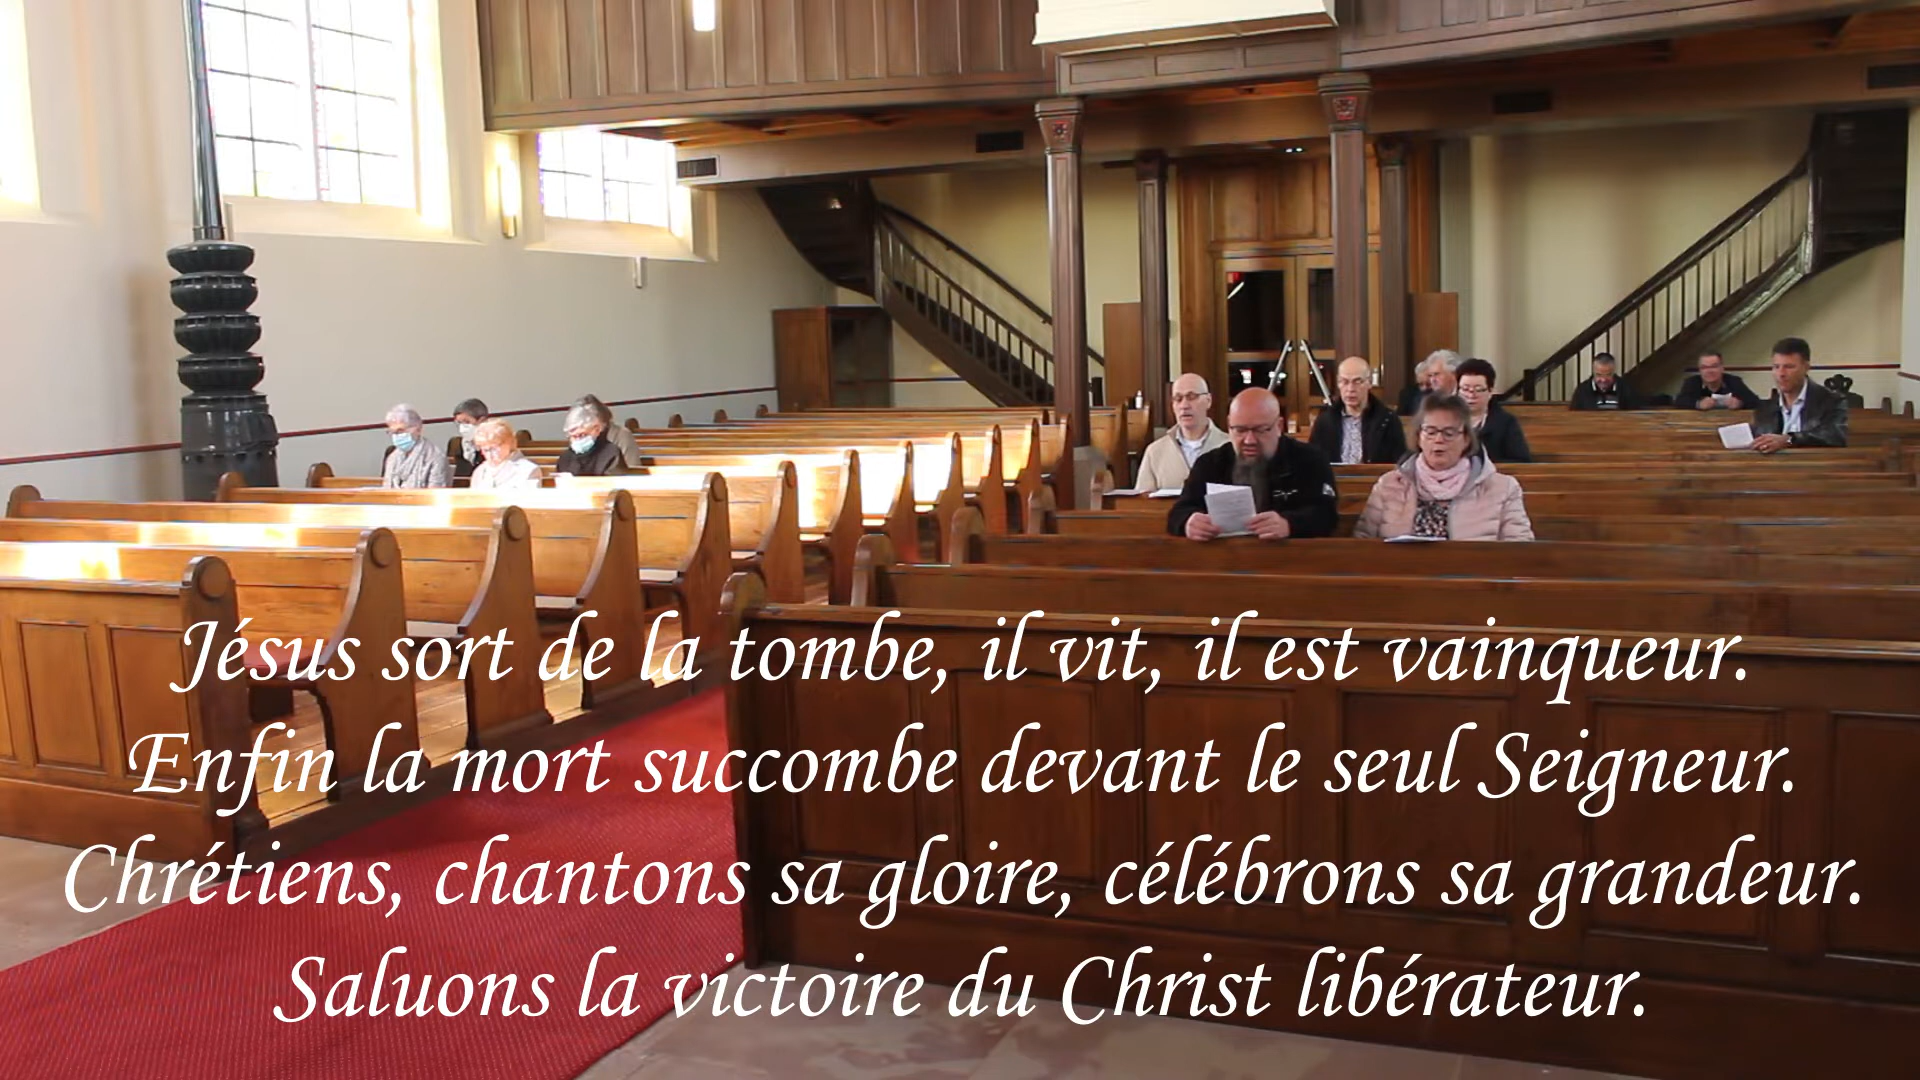 Jésus sort de la tombe, il vit, il est vainqueur.
Enfin la mort succombe devant le seul Seigneur.
Chrétiens, chantons sa gloire, célébrons sa grandeur.
Saluons la victoire du Christ libérateur.